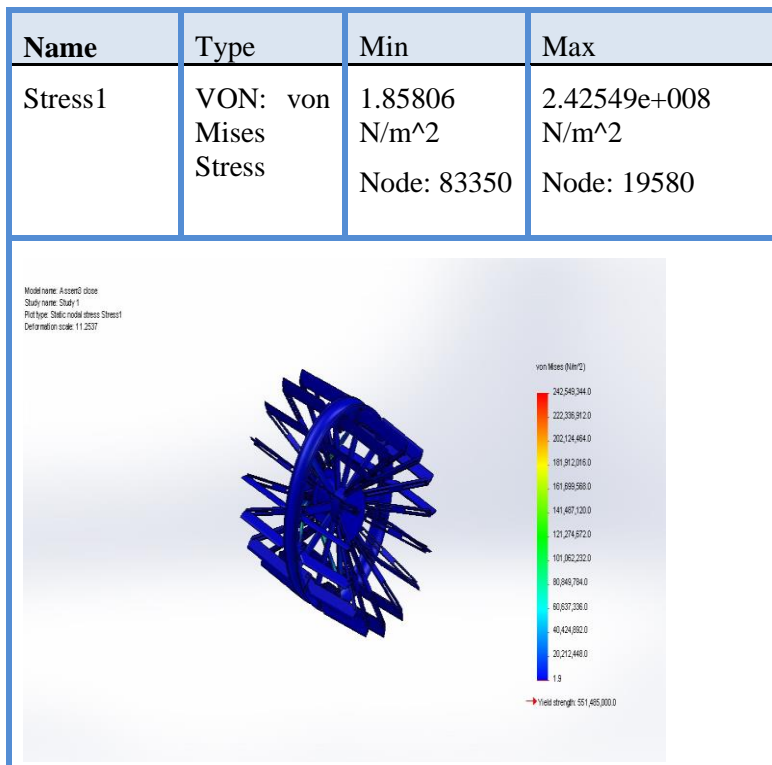 Name Type Min Max
Stress1 VON: von 1.85806 2.42549e+008
Mises N/m^2 N/m^2
Stress Node: 83350 Node: 19580
Model name: Assem3 close
Study name: Study 1
Plot type: Static nodal stress Stress1
Deformation scale: 11.2537
von Mises (N/m^2)
242,549,344.0
222,336,912.0
202,124,464.0
181,912,016.0
161,699,568.0
141,487,120.0
121,274,672.0
101,062,232.0
80,849,784.0
60,637,336.0
40,424,892.0
20,212,448.0
1.9
Yield strength: 551,485,000.0